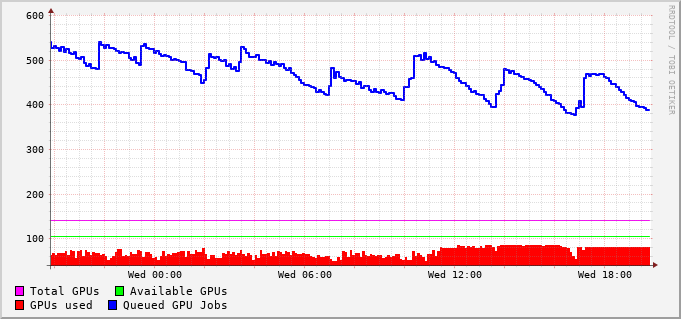 600
500
400
300
200
100
Wed 00:00 Wed 06:00 Wed 12:00 Wed 18:00
Total GPUs Available GPUs
GPUs used Queued GPU Jobs
RRDTOOL / TOBI OETIKER